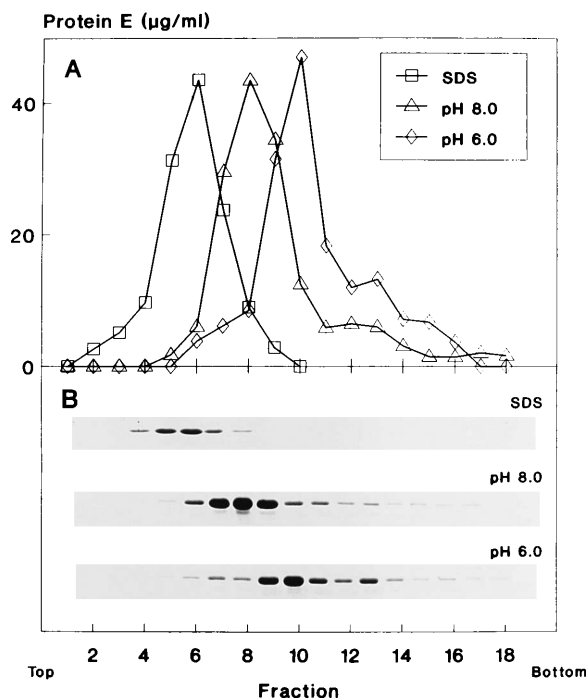 Protein E (µg/ml)
A
SDS
pH 8.0
pH 6.0
40
20
0
B
SDS
pH 8.0
pH 6.0
2 4 6 8 10 12 14 16 18
Top
Bottom
Fraction